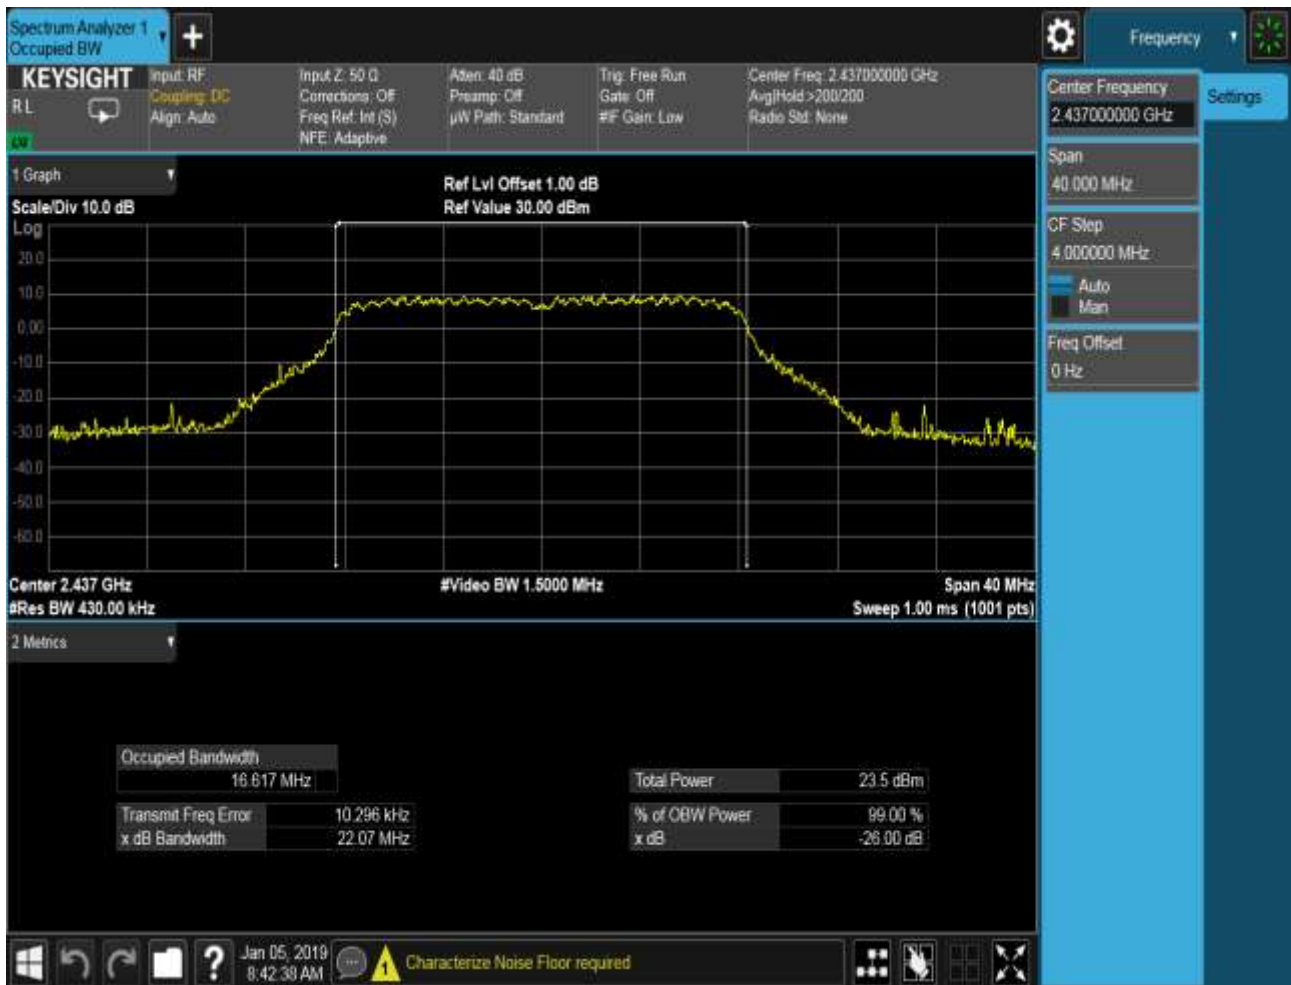 Spectrum Analyzer 1
Occupied BW
Frequency
KEYSIGHT
R L
Input: RF
Coupling: DC
Align: Auto
Input Z: 50 Ω
Corrections: Off
Freq Ref: Int (S)
NFE: Adaptive
Atten: 40 dB
Preamp: Off
µW Path: Standard
Trig: Free Run
Gate: Off
#IF Gain: Low
Center Freq: 2.437000000 GHz
Avg|Hold >200/200
Radio Std: None
Center Frequency
2.437000000 GHz
Settings
Span
40.000 MHz
CF Step
4.000000 MHz
Auto
Man
Freq Offset
0 Hz
1 Graph
Scale/Div 10.0 dB
Ref Lvl Offset 1.00 dB
Ref Value 30.00 dBm
Log
20.0
10.0
0.00
-10.0
-20.0
-30.0
-40.0
-50.0
-60.0
Center 2.437 GHz
#Video BW 1.5000 MHz
Span 40 MHz
#Res BW 430.00 kHz
Sweep 1.00 ms (1001 pts)
2 Metrics
Occupied Bandwidth
16.617 MHz
Total Power 23.5 dBm
Transmit Freq Error 10.296 kHz
% of OBW Power 99.00 %
x dB Bandwidth 22.07 MHz
x dB -26.00 dB
?
Jan 05, 2019
8:42:38 AM
1
Characterize Noise Floor required